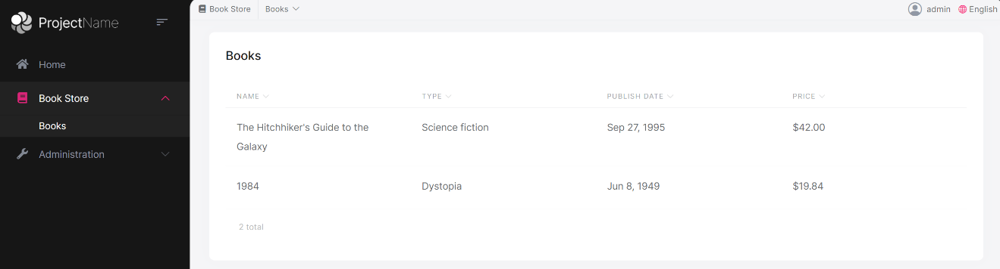 ProjectName
Book Store
Books
admin
English
Home
Book Store
Books
Administration
Books
NAME
TYPE
PUBLISH DATE
PRICE
The Hitchhiker's Guide to the
Galaxy
Science fiction
Sep 27, 1995
$42.00
1984
Dystopia
Jun 8, 1949
$19.84
2 total